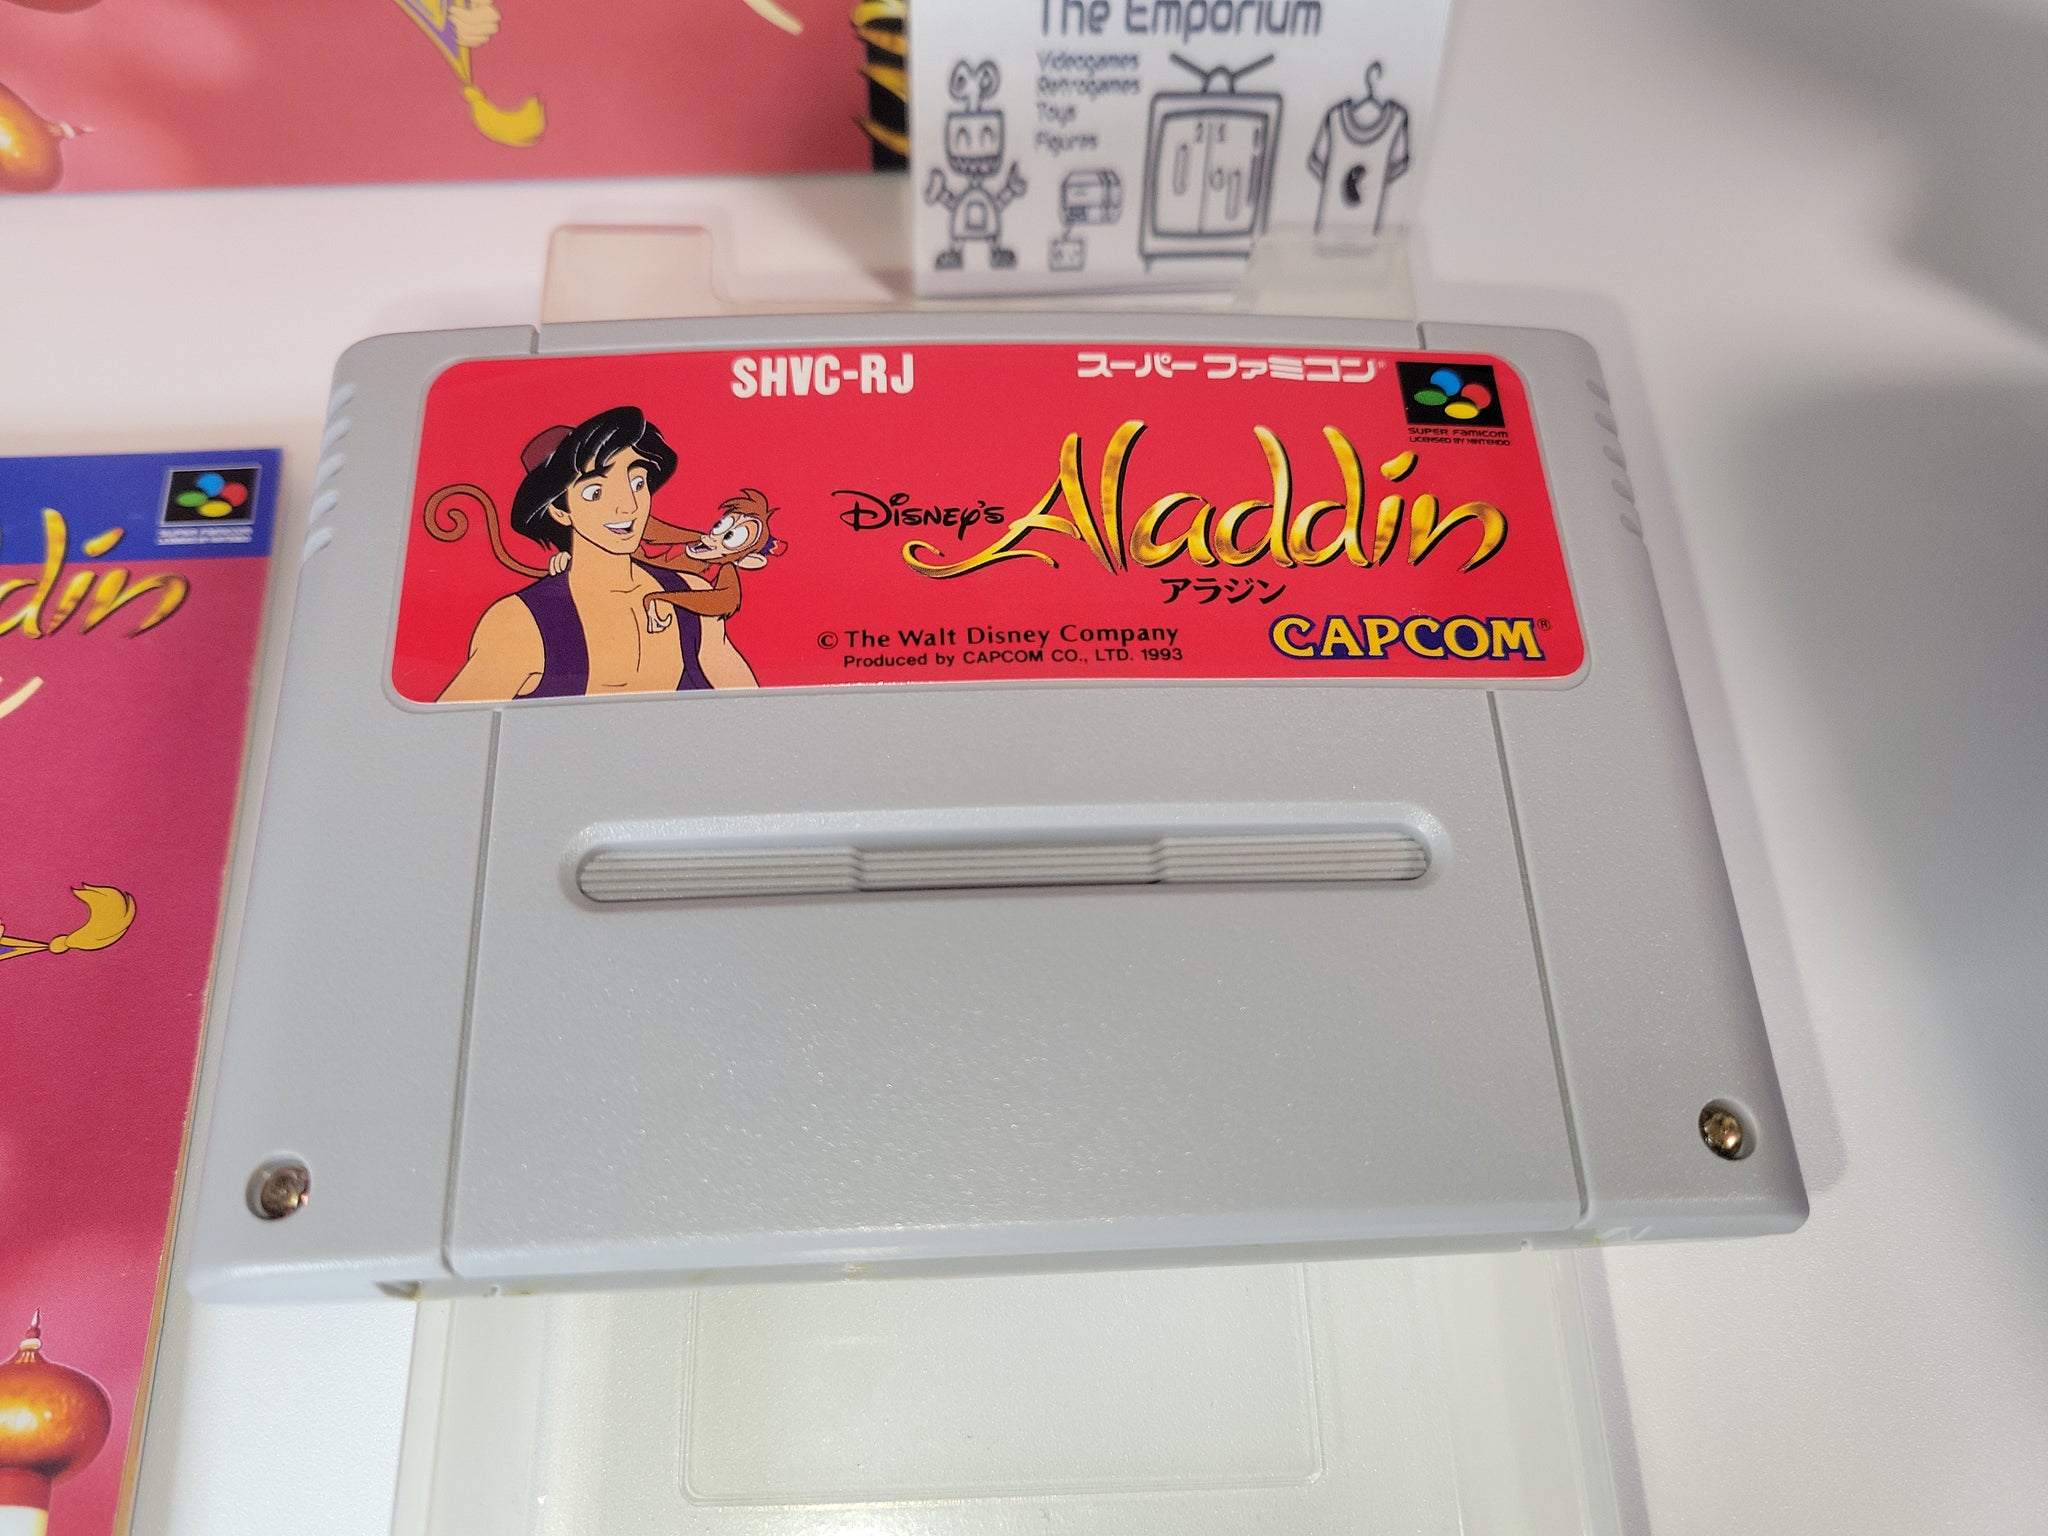 The Emporium
Videogames
Retrogames
Toys
Figures
SHVC-RJ
スーパーファミコン
SUPER FAMICOM
LICENSED BY NINTENDO
DISNEY'S Aladdin
アラジン
© The Walt Disney Company
Produced by CAPCOM CO., LTD. 1993
CAPCOM®
ddin